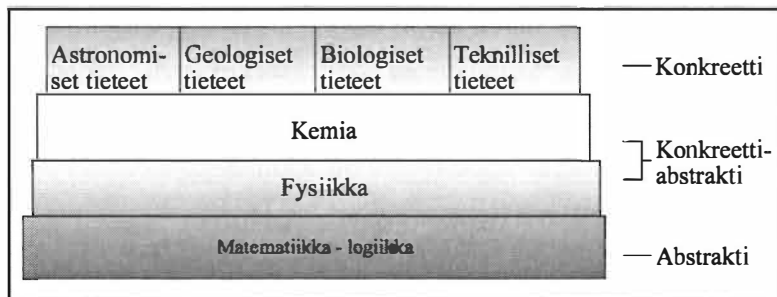 Astronomi-
set tieteet
Geologiset
tieteet
Biologiset
tieteet
Teknilliset
tieteet
Konkreetti
Kemia
Konkreetti-
abstrakti
Fysiikka
Matematiikka - logiikka
Abstrakti